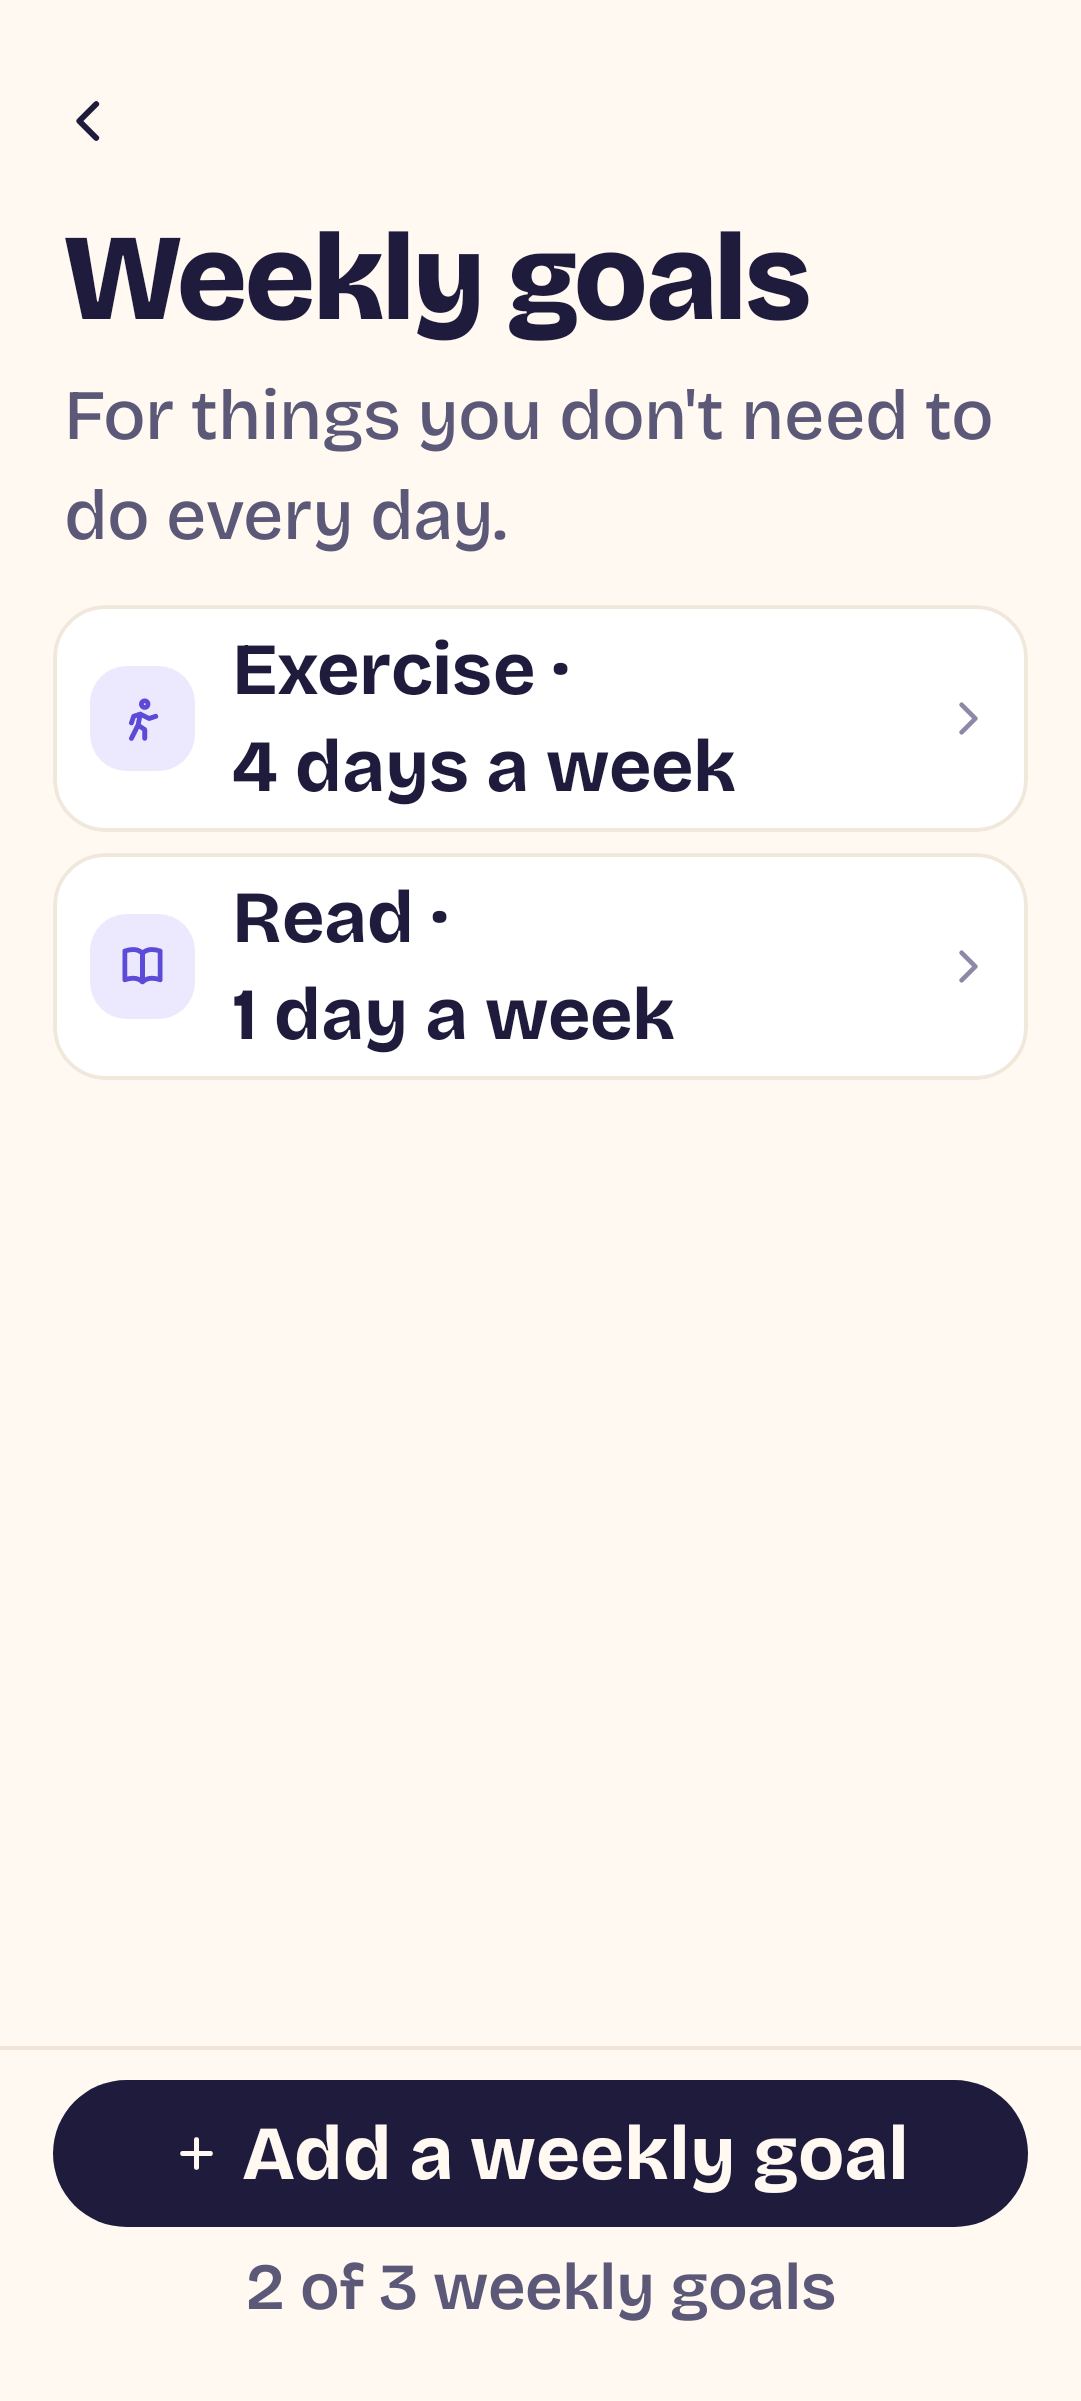 Weekly goals
For things you don't need to
do every day.
Exercise ·
4 days a week
Read ·
1 day a week
+ Add a weekly goal
2 of 3 weekly goals